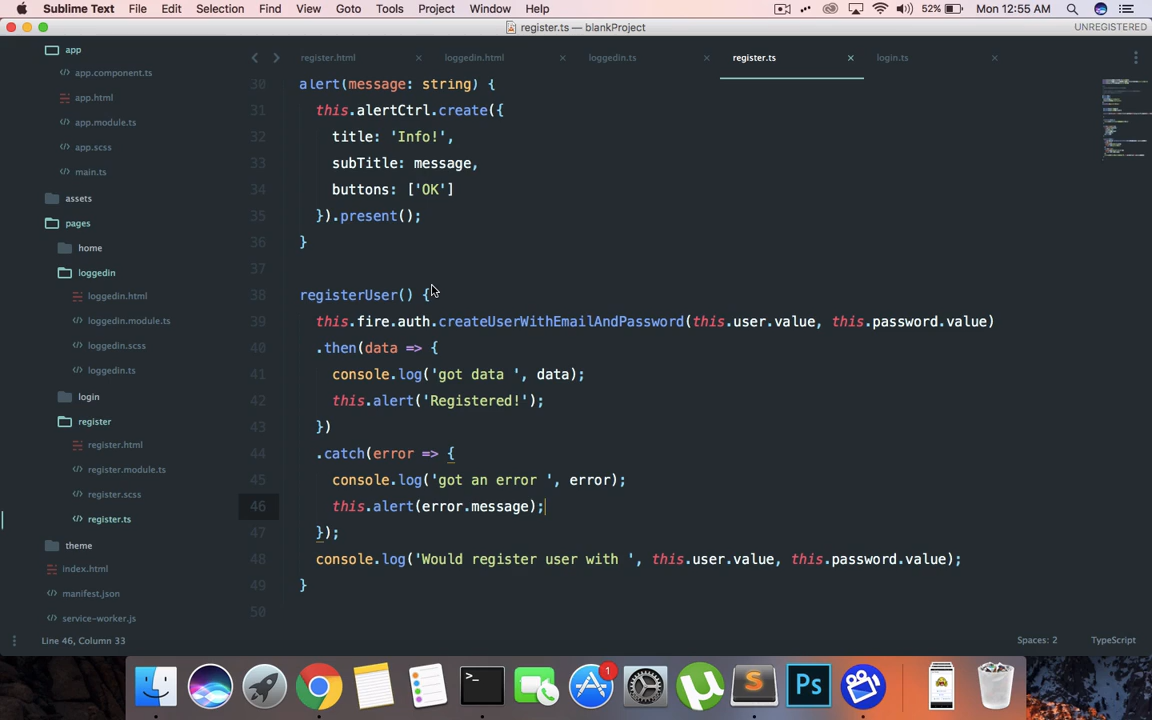 Sublime Text File Edit Selection Find View Goto Tools Project Window Help 52% Mon 12:55 AM
register.ts — blankProject UNREGISTERED
register.html × loggedin.html × loggedin.ts × register.ts × login.ts ×
app
app.component.ts
app.html
app.module.ts
app.scss
main.ts
assets
pages
home
loggedin
loggedin.html
loggedin.module.ts
loggedin.scss
loggedin.ts
login
register
register.html
register.module.ts
register.scss
register.ts
theme
index.html
manifest.json
service-worker.js
30 alert(message: string) {
31 this.alertCtrl.create({
32 title: 'Info!',
33 subTitle: message,
34 buttons: ['OK']
35 }).present();
36 }
37
38 registerUser() {
39 this.fire.auth.createUserWithEmailAndPassword(this.user.value, this.password.value)
40 .then(data => {
41 console.log('got data ', data);
42 this.alert('Registered!');
43 })
44 .catch(error => {
45 console.log('got an error ', error);
46 this.alert(error.message);
47 });
48 console.log('Would register user with ', this.user.value, this.password.value);
49 }
50
Line 46, Column 33 Spaces: 2 TypeScript
>_ 1 S Ps